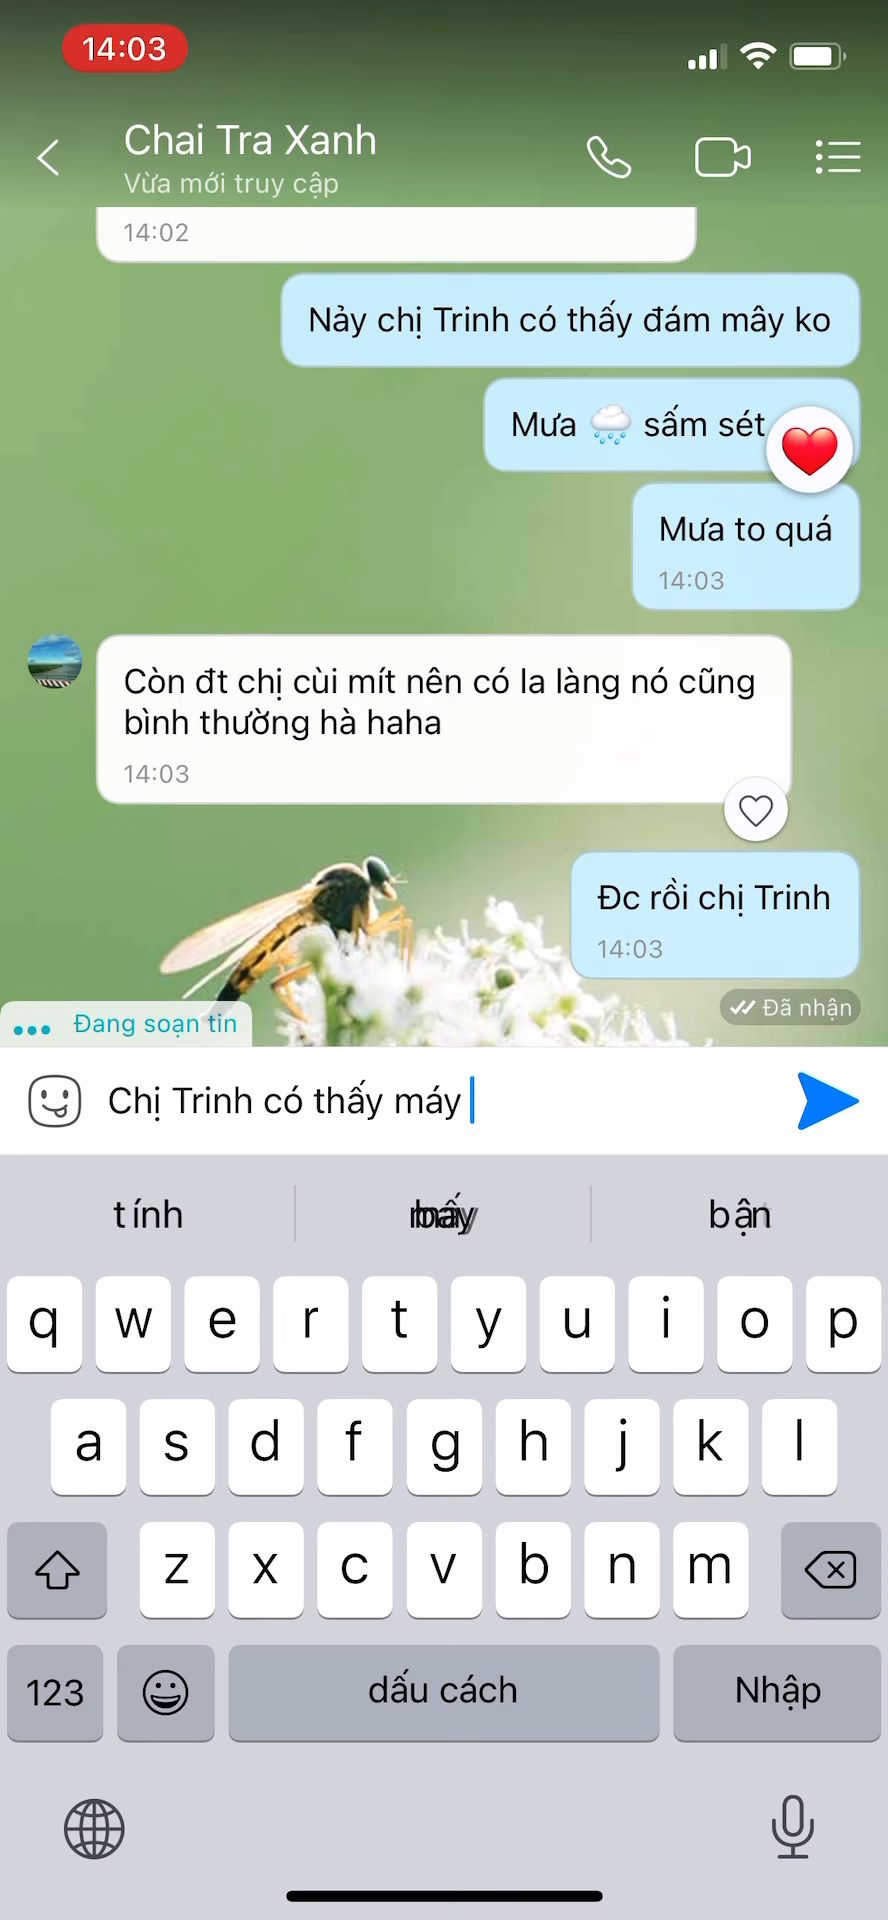 14:03
Chai Tra Xanh
Vừa mới truy cập
14:02
Nảy chị Trinh có thấy đám mây ko
Mưa 🌧️ sấm sét
Mưa to quá
14:03
Còn đt chị cùi mít nên có la làng nó cũng
bình thường hà haha
14:03
Đc rồi chị Trinh
14:03
Đã nhận
Đang soạn tin
Chị Trinh có thấy máy
tính
bận
q w e r t y u i o p
a s d f g h j k l
z x c v b n m
123 dấu cách Nhập